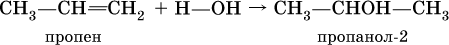 CH₃—CH=CH₂ + H—OH → CH₃—CHOH—CH₃
пропен пропанол-2